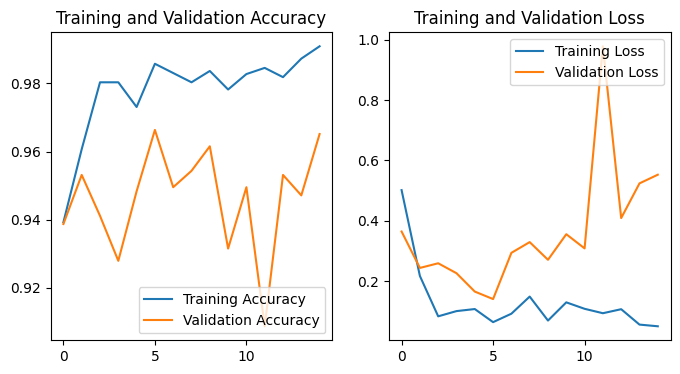 Training and Validation Accuracy
0.98
0.96
0.94
0.92
0
5
10
Training Accuracy
Validation Accuracy
Training and Validation Loss
1.0
0.8
0.6
0.4
0.2
0
5
10
Training Loss
Validation Loss